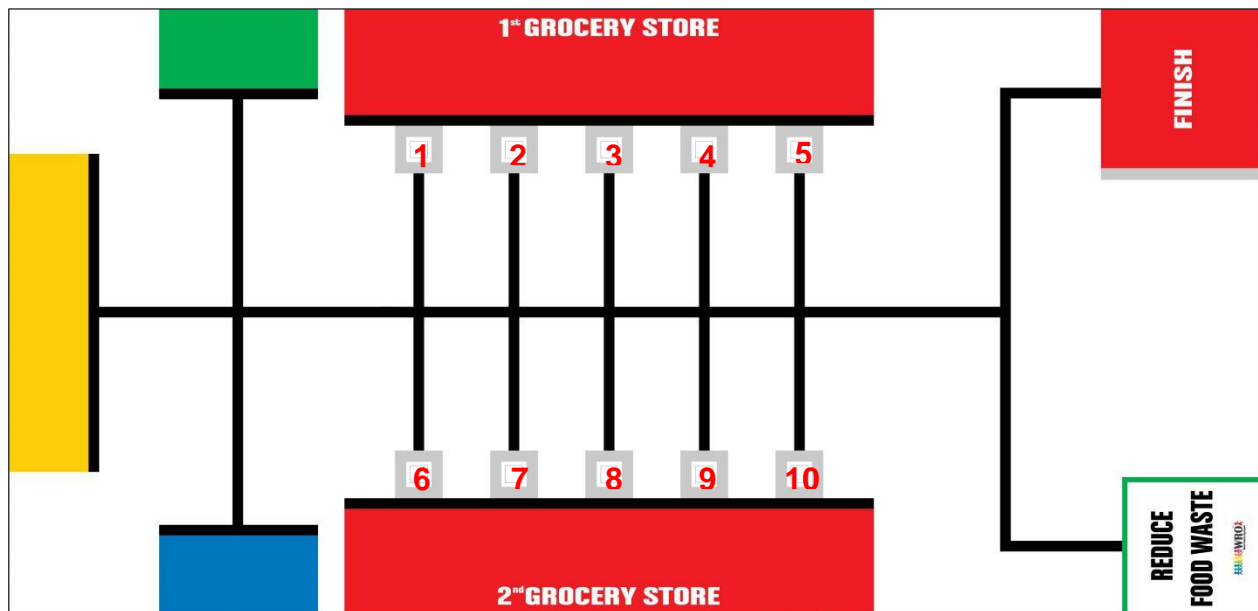 1st GROCERY STORE
FINISH
1 2 3 4 5
6 7 8 9 10
REDUCE
FOOD WASTE
WRO
2nd GROCERY STORE